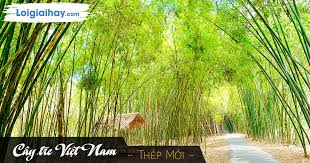 Loigiaihay.com
Cây tre Việt Nam
- THÉP MỚI -